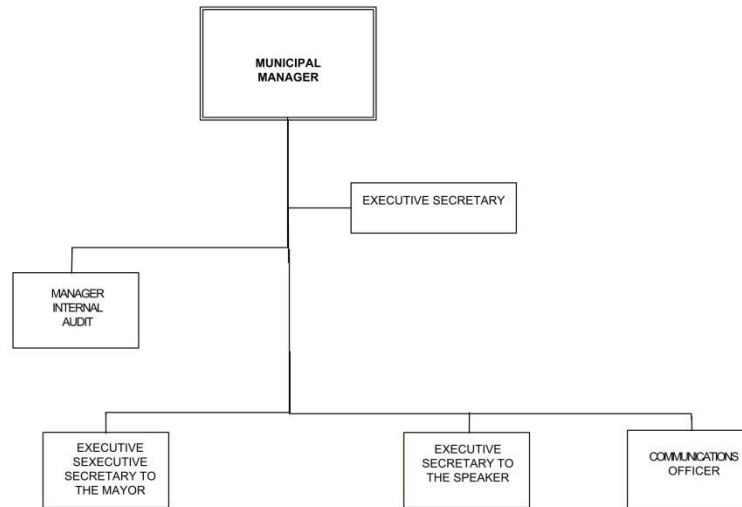 MUNICIPAL
MANAGER
EXECUTIVE SECRETARY
MANAGER
INTERNAL
AUDIT
EXECUTIVE
SEXECUTIVE
SECRETARY TO
THE MAYOR
EXECUTIVE
SECRETARY TO
THE SPEAKER
COMMUNICATIONS
OFFICER